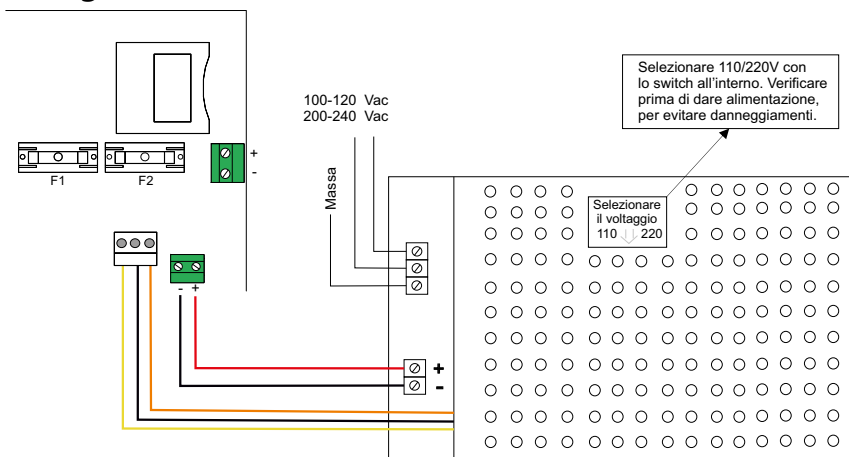 Selezionare 110/220V con
lo switch all'interno. Verificare
prima di dare alimentazione,
per evitare danneggiamenti.
100-120 Vac
200-240 Vac
F1
F2
+
-
Massa
Selezionare
il voltaggio
110 220
- +
+
-